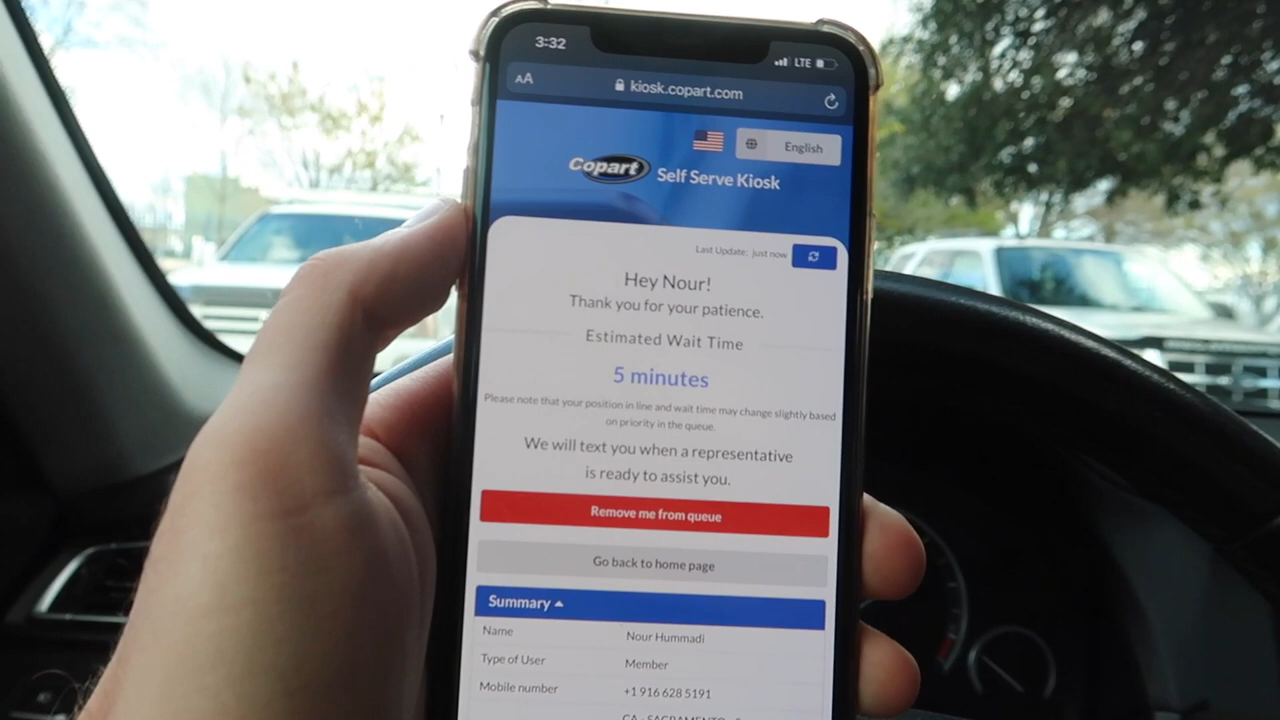 3:32
LTE
AA
kiosk.copart.com
English
Copart
Self Serve Kiosk
Last Update: just now
Hey Nour!
Thank you for your patience.
Estimated Wait Time
5 minutes
Please note that your position in line and wait time may change slightly based
on priority in the queue.
We will text you when a representative
is ready to assist you.
Remove me from queue
Go back to home page
Summary
Name Nour Hummadi
Type of User Member
Mobile number +1 916 628 5191
CA - SACRAMENTO